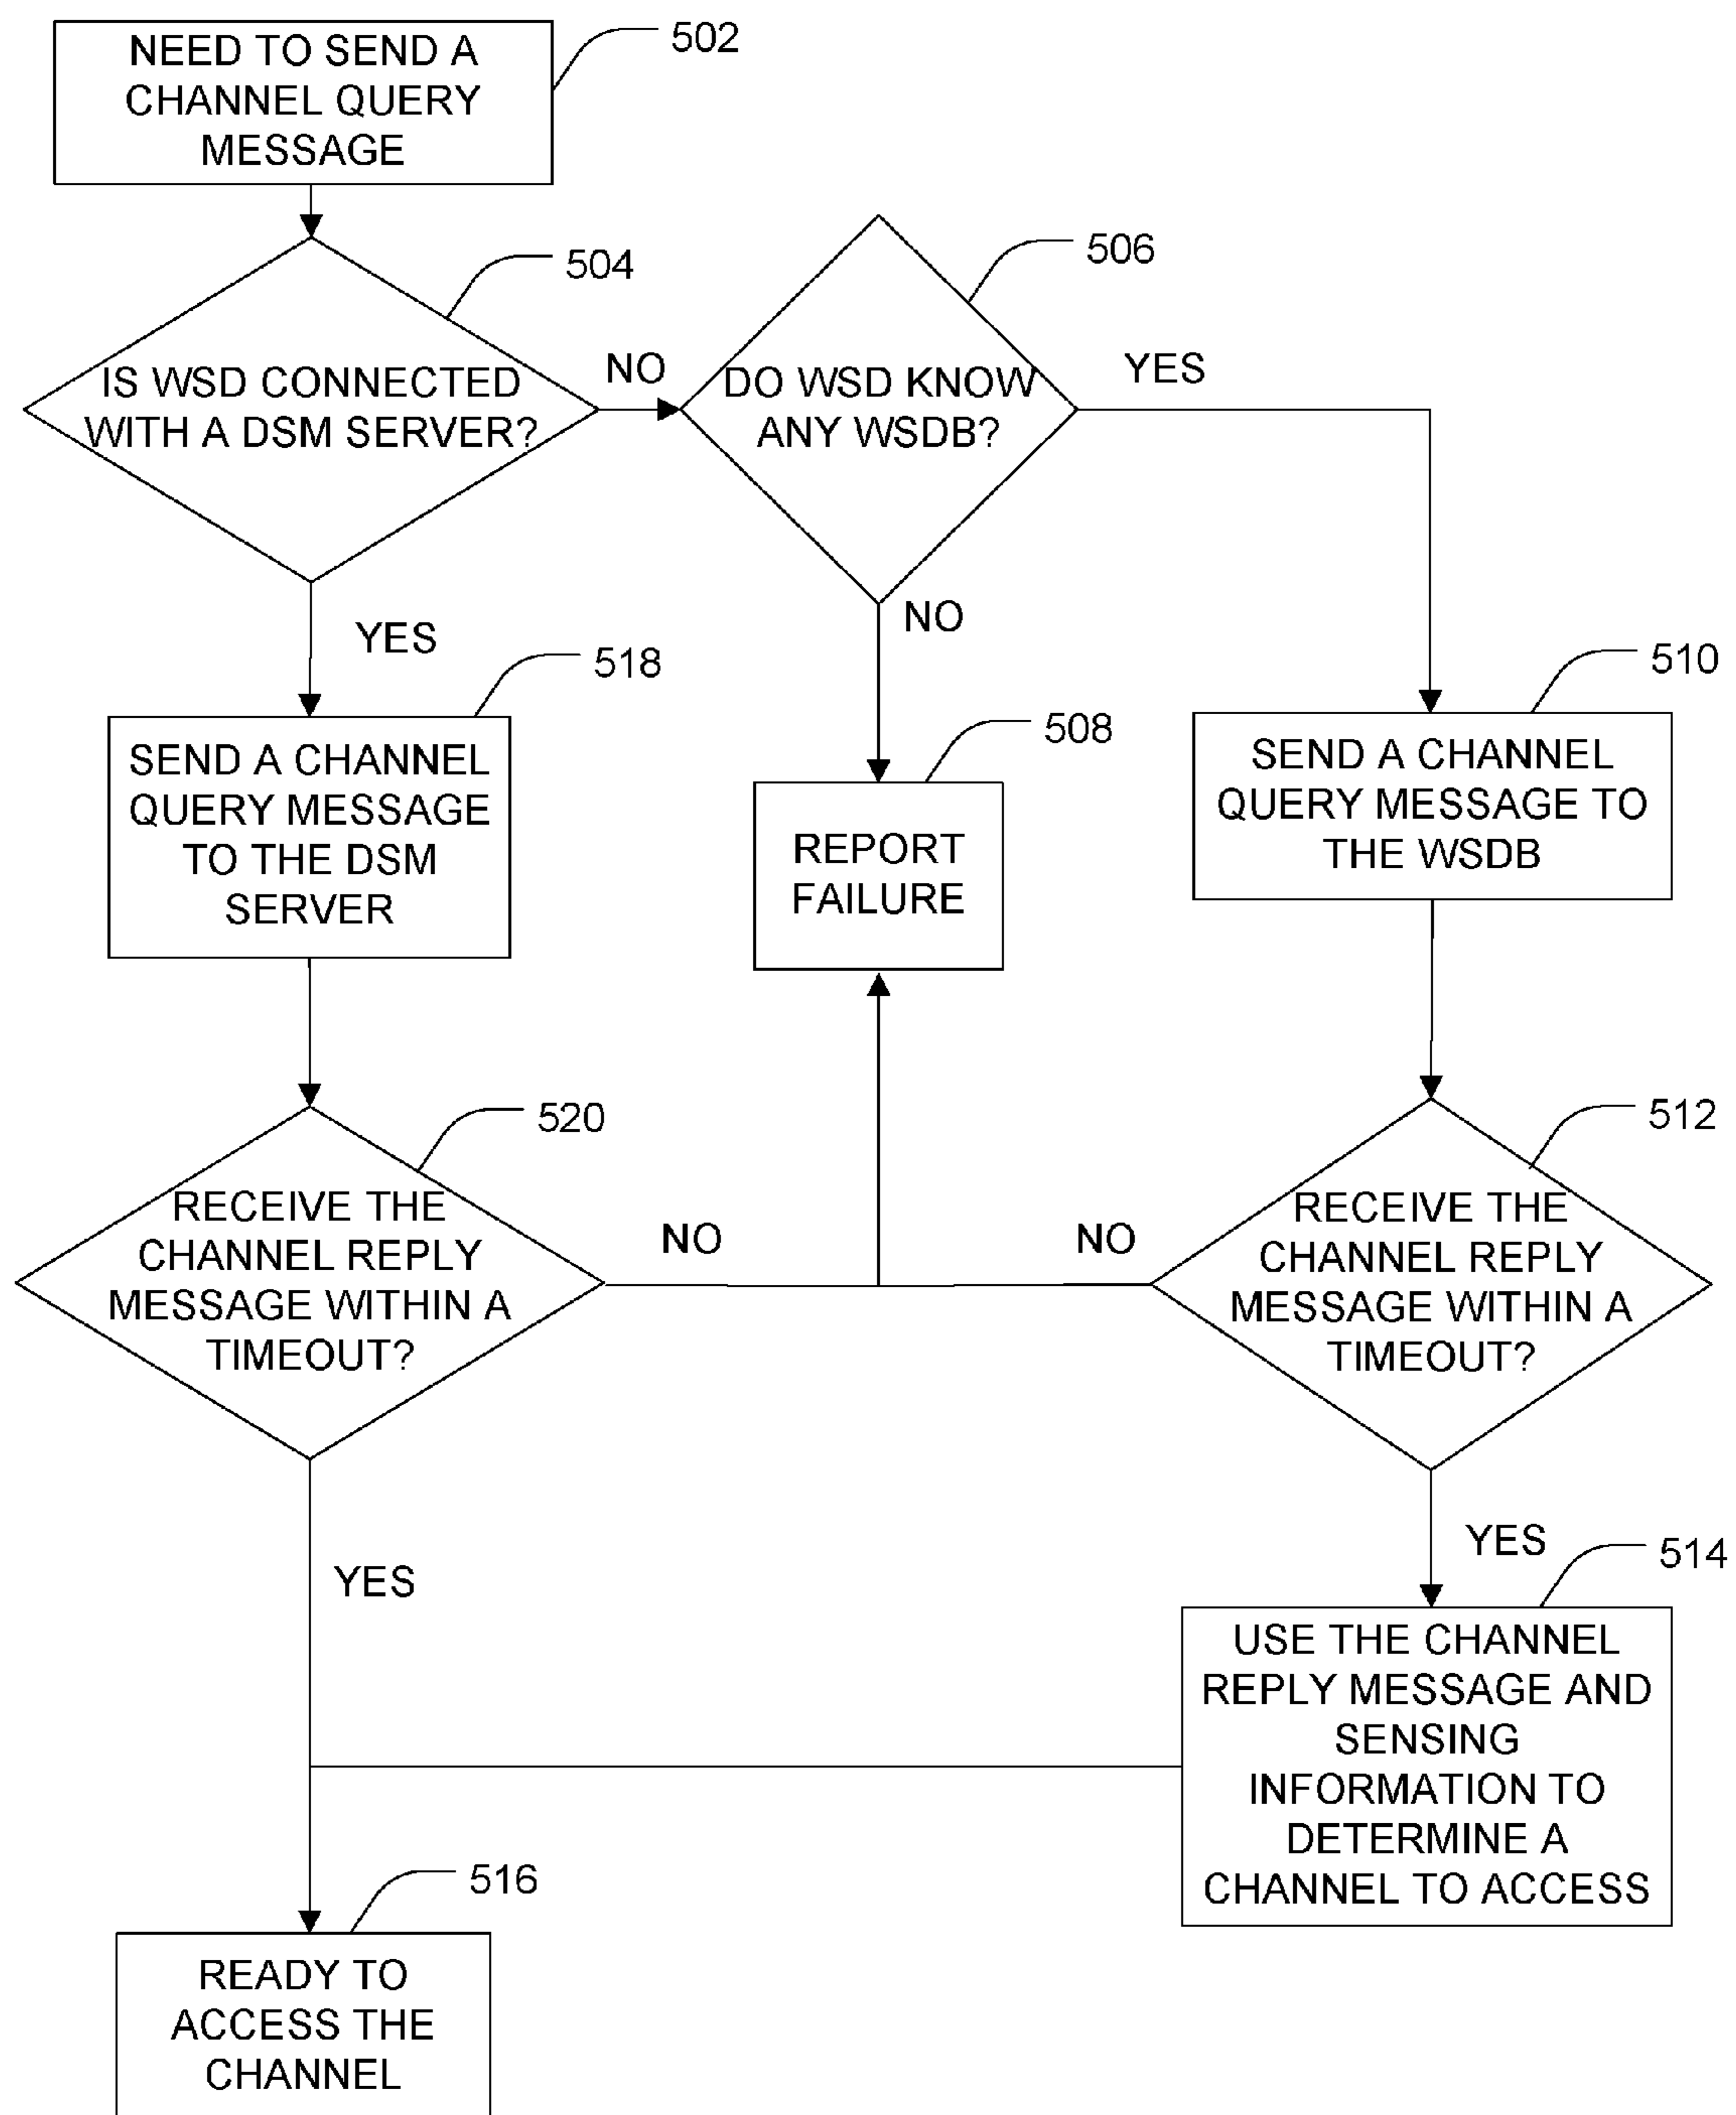 NEED TO SEND A
CHANNEL QUERY
MESSAGE
502
IS WSD CONNECTED
WITH A DSM SERVER?
504
NO
DO WSD KNOW
ANY WSDB?
506
YES
YES
NO
SEND A CHANNEL
QUERY MESSAGE
TO THE DSM
SERVER
518
REPORT
FAILURE
508
SEND A CHANNEL
QUERY MESSAGE TO
THE WSDB
510
RECEIVE THE
CHANNEL REPLY
MESSAGE WITHIN A
TIMEOUT?
520
NO
NO
RECEIVE THE
CHANNEL REPLY
MESSAGE WITHIN A
TIMEOUT?
512
YES
YES
USE THE CHANNEL
REPLY MESSAGE AND
SENSING
INFORMATION TO
DETERMINE A
CHANNEL TO ACCESS
514
READY TO
ACCESS THE
CHANNEL
516